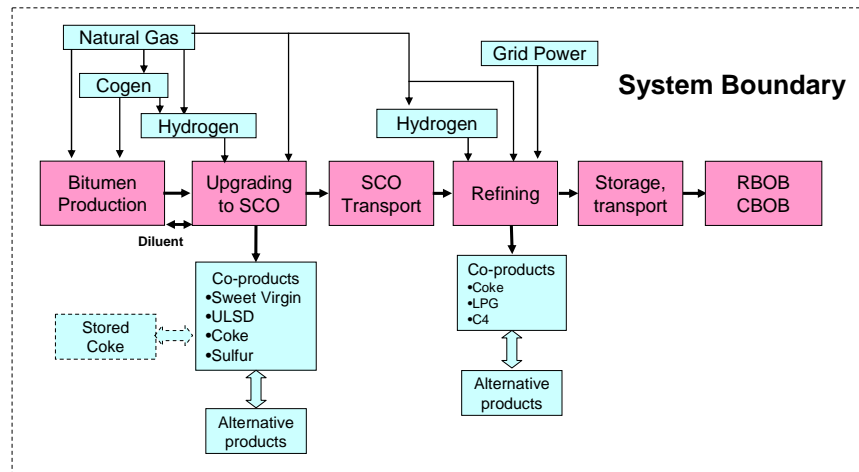 Natural Gas
Grid Power
System Boundary
Cogen
Hydrogen
Hydrogen
Bitumen
Production
Upgrading
to SCO
SCO
Transport
Refining
Storage,
transport
RBOB
CBOB
Diluent
Co-products
•Sweet Virgin
•ULSD
•Coke
•Sulfur
Co-products
•Coke
•LPG
•C4
Stored
Coke
Alternative
products
Alternative
products